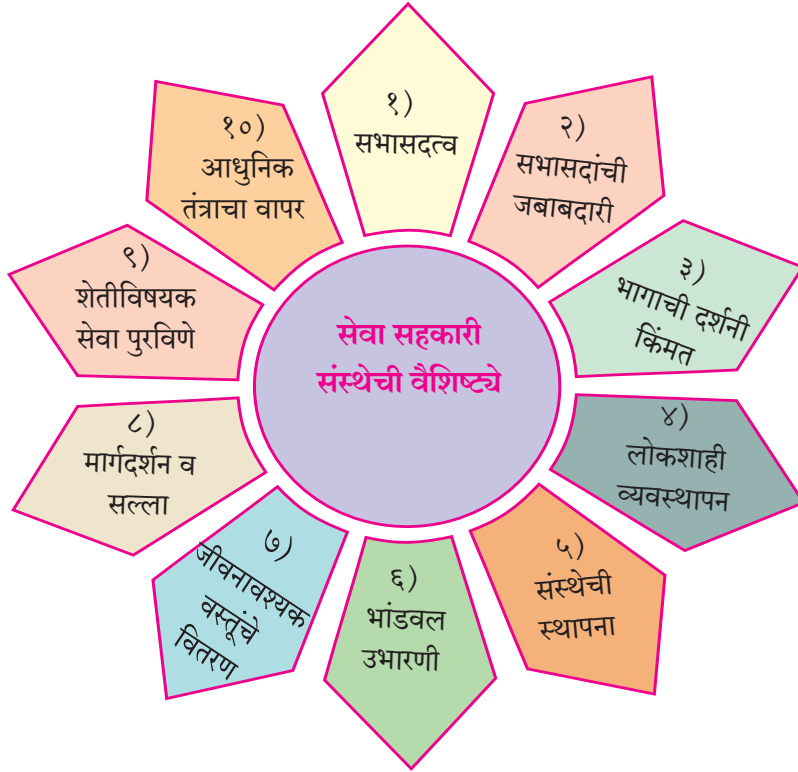 सेवा सहकारी
संस्थेची वैशिष्ट्ये
१)
सभासदत्व
२)
सभासदांची
जबाबदारी
३)
भागाची दर्शनी
किंमत
४)
लोकशाही
व्यवस्थापन
५)
संस्थेची
स्थापना
६)
भांडवल
उभारणी
७)
जीवनावश्यक
वस्तूंचे
वितरण
८)
मार्गदर्शन व
सल्ला
९)
शेतीविषयक
सेवा पुरविणे
१०)
आधुनिक
तंत्राचा वापर